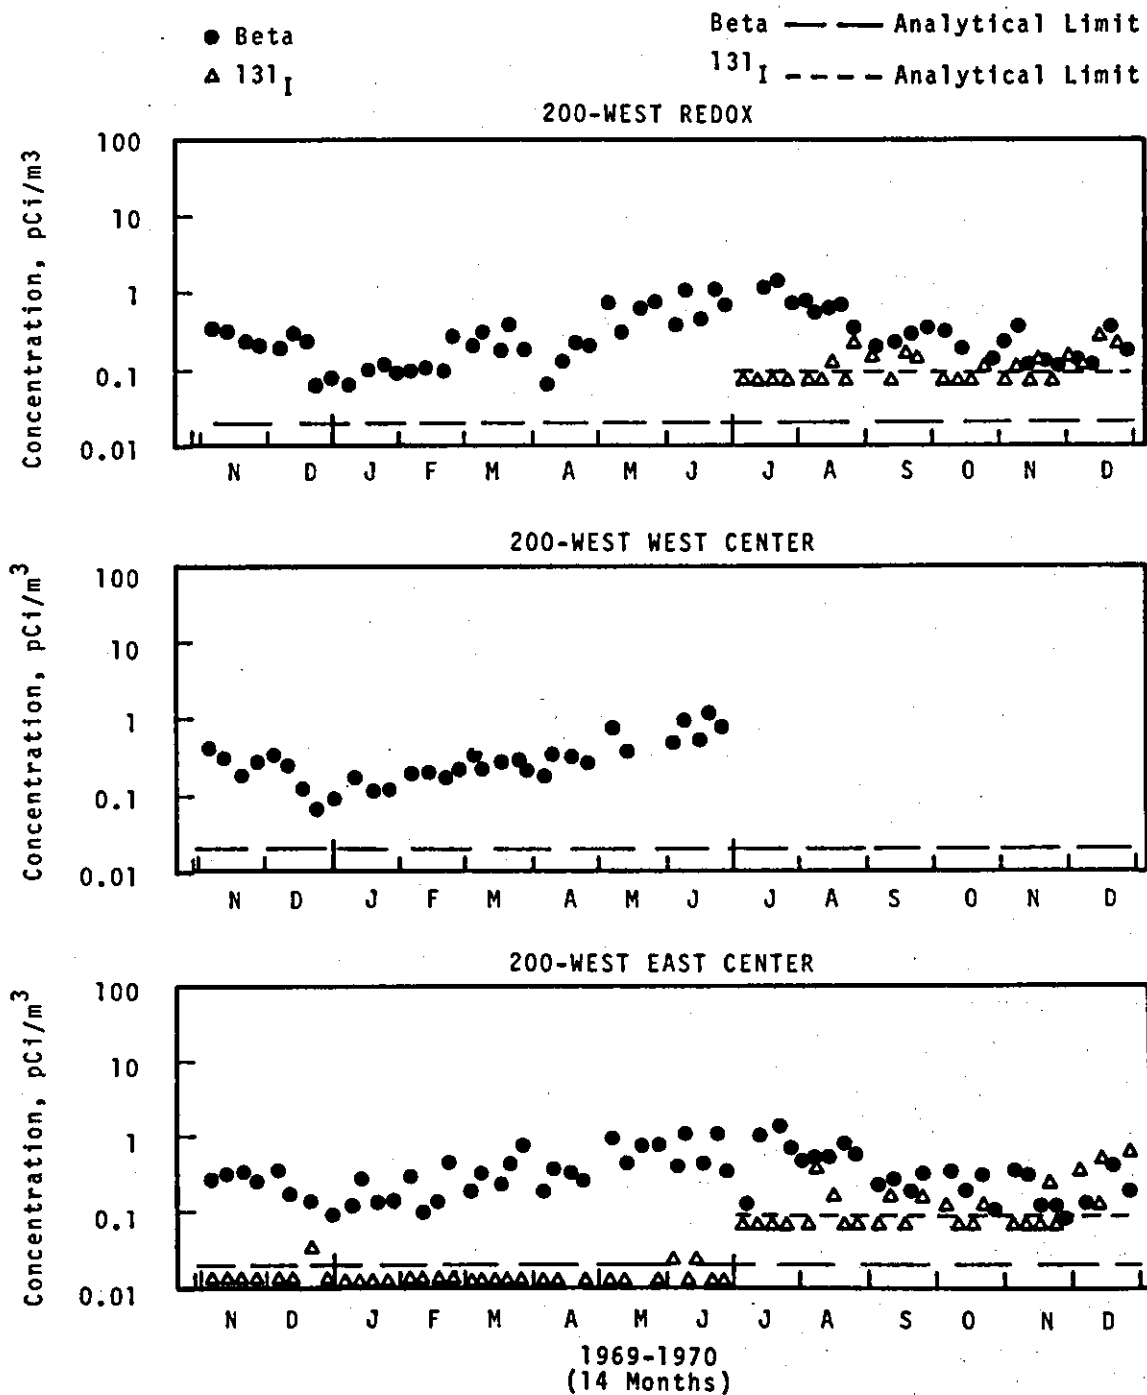 ● Beta
Δ 131I
Beta — — Analytical Limit
131I - - - - Analytical Limit
200-WEST REDOX
Concentration, pCi/m3
100
10
1
0.1
0.01
N D J F M A M J J A S O N D
200-WEST WEST CENTER
Concentration, pCi/m3
100
10
1
0.1
0.01
N D J F M A M J J A S O N D
200-WEST EAST CENTER
Concentration, pCi/m3
100
10
1
0.1
0.01
N D J F M A M J J A S O N D
1969-1970
(14 Months)